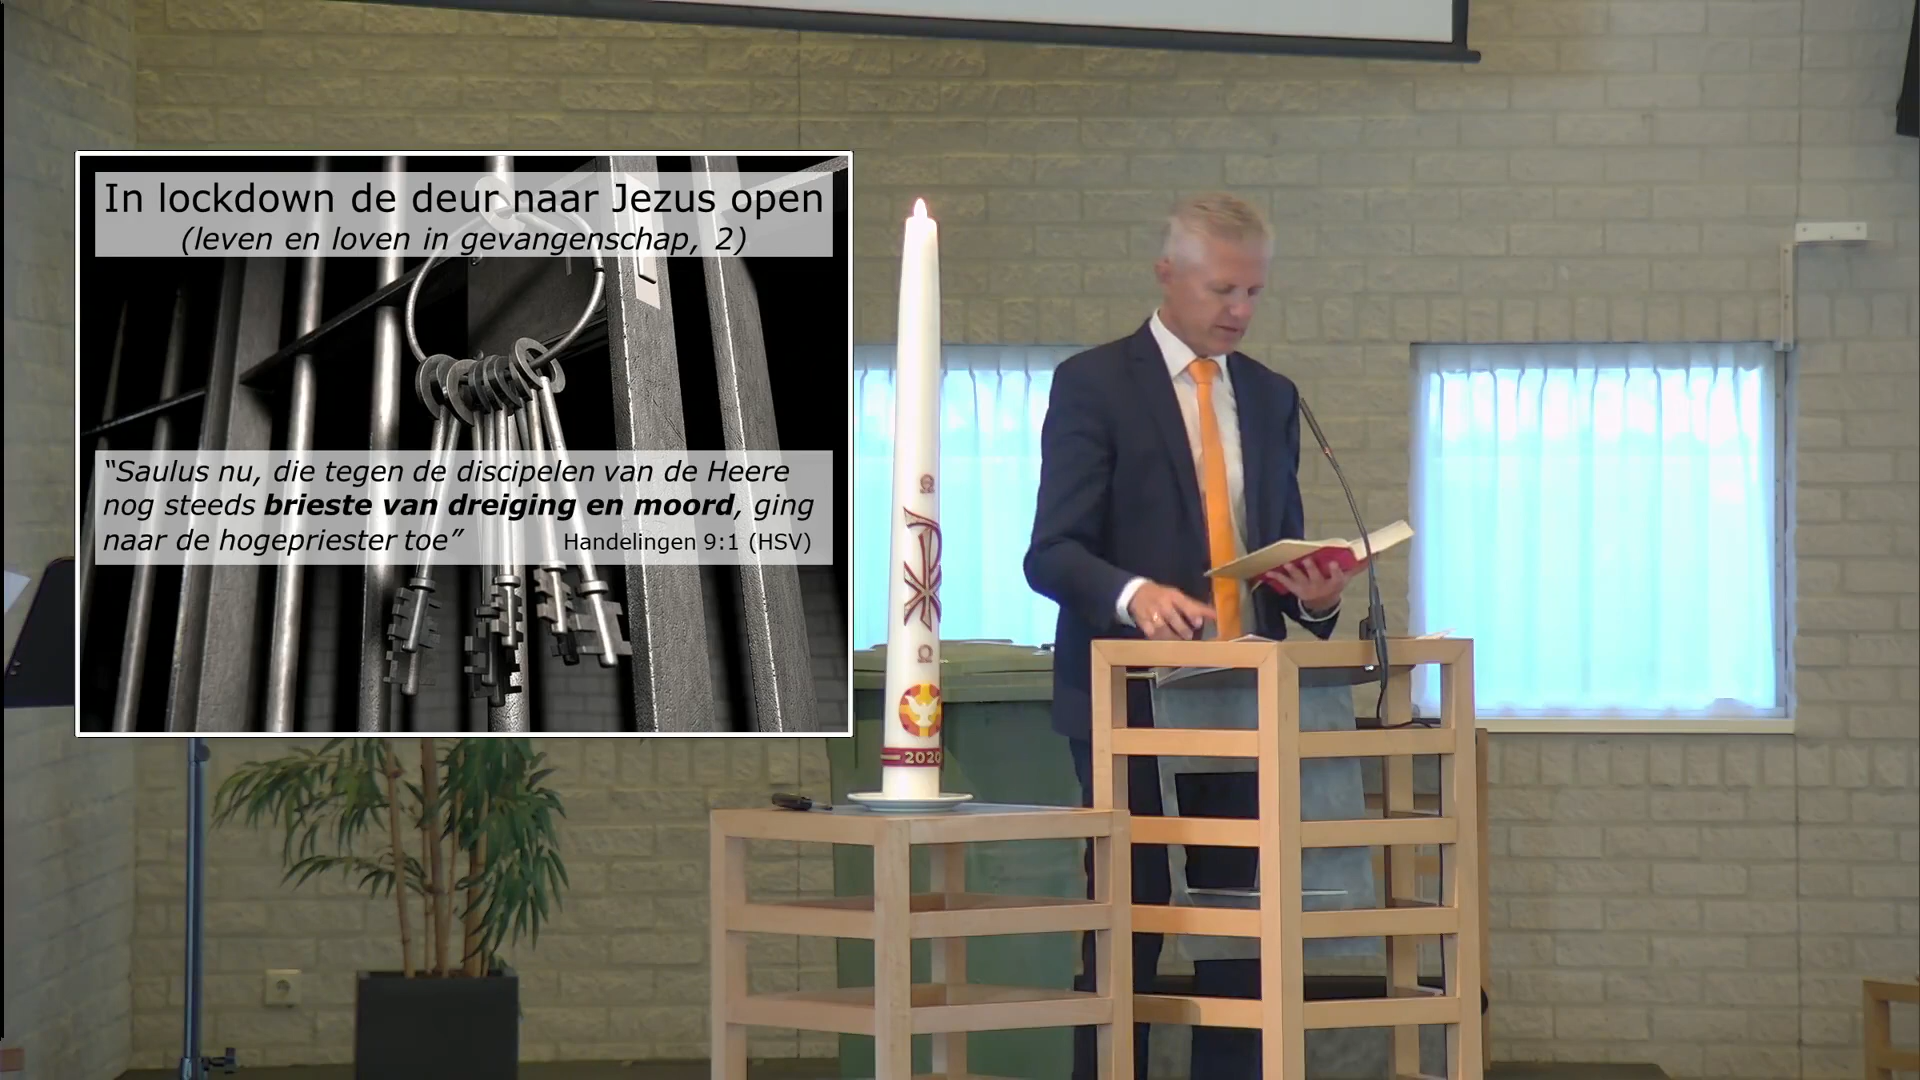 In lockdown de deur naar Jezus open
(leven en loven in gevangenschap, 2)
“Saulus nu, die tegen de discipelen van de Heere
nog steeds brieste van dreiging en moord, ging
naar de hogepriester toe”
Handelingen 9:1 (HSV)
Ω
Ω
2020